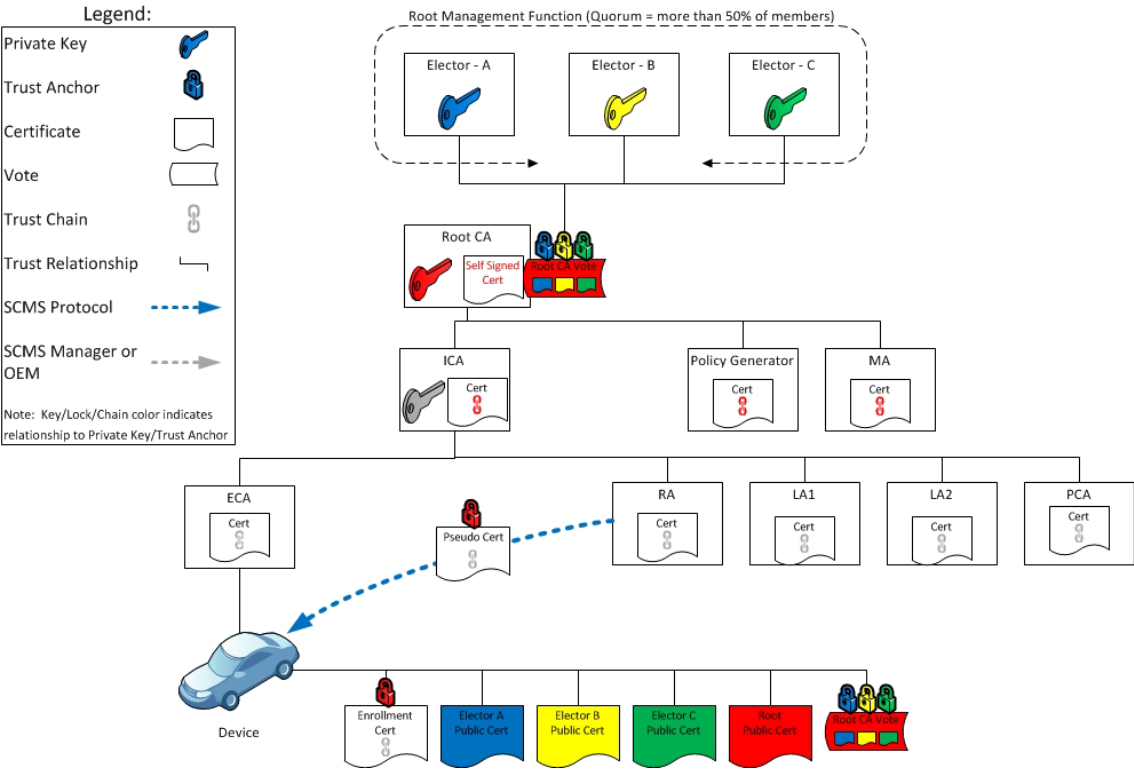 Legend:
Private Key
Trust Anchor
Certificate
Vote
Trust Chain
Trust Relationship
SCMS Protocol
SCMS Manager or
OEM
Note: Key/Lock/Chain color indicates
relationship to Private Key/Trust Anchor
Root Management Function (Quorum = more than 50% of members)
Elector - A
Elector - B
Elector - C
Root CA
Self Signed
Cert
Root CA Vote
ICA
Cert
Policy Generator
Cert
MA
Cert
ECA
Cert
Pseudo Cert
RA
Cert
LA1
Cert
LA2
Cert
PCA
Cert
Device
Enrollment
Cert
Elector A
Public Cert
Elector B
Public Cert
Elector C
Public Cert
Root
Public Cert
Root CA Vote